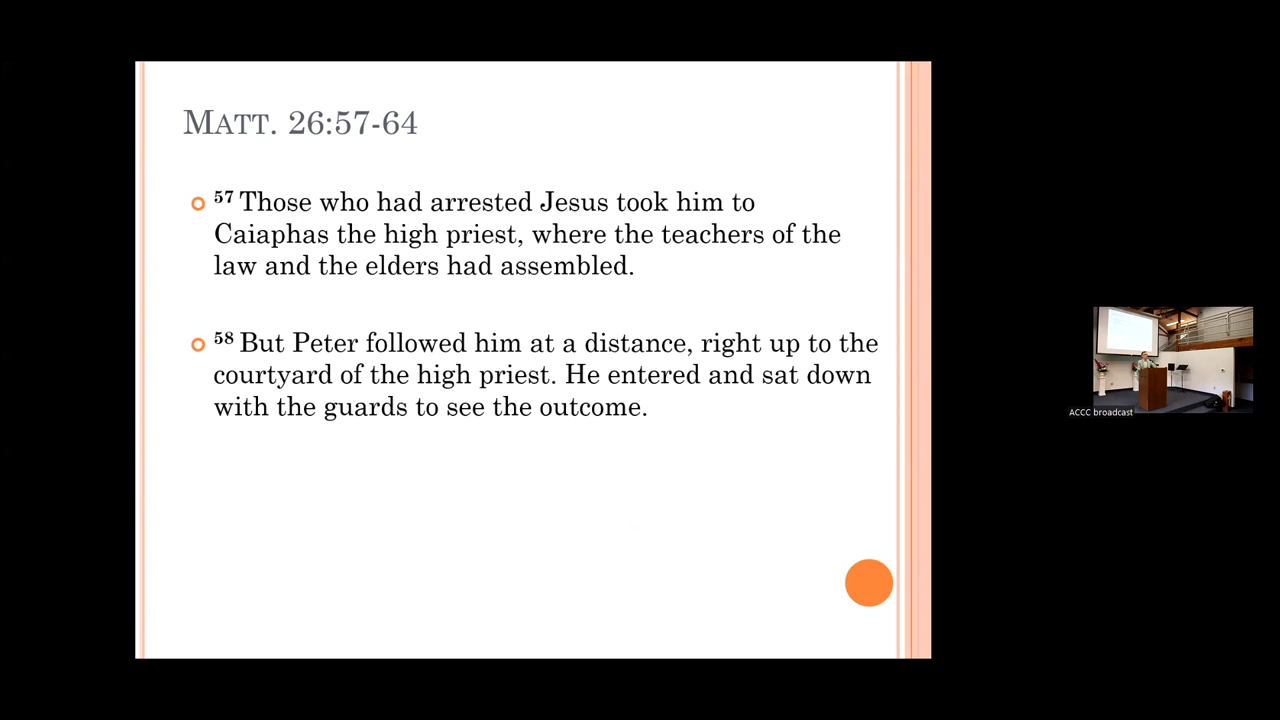 MATT. 26:57-64
57 Those who had arrested Jesus took him to
Caiaphas the high priest, where the teachers of the
law and the elders had assembled.
58 But Peter followed him at a distance, right up to the
courtyard of the high priest. He entered and sat down
with the guards to see the outcome.
ACCC broadcast